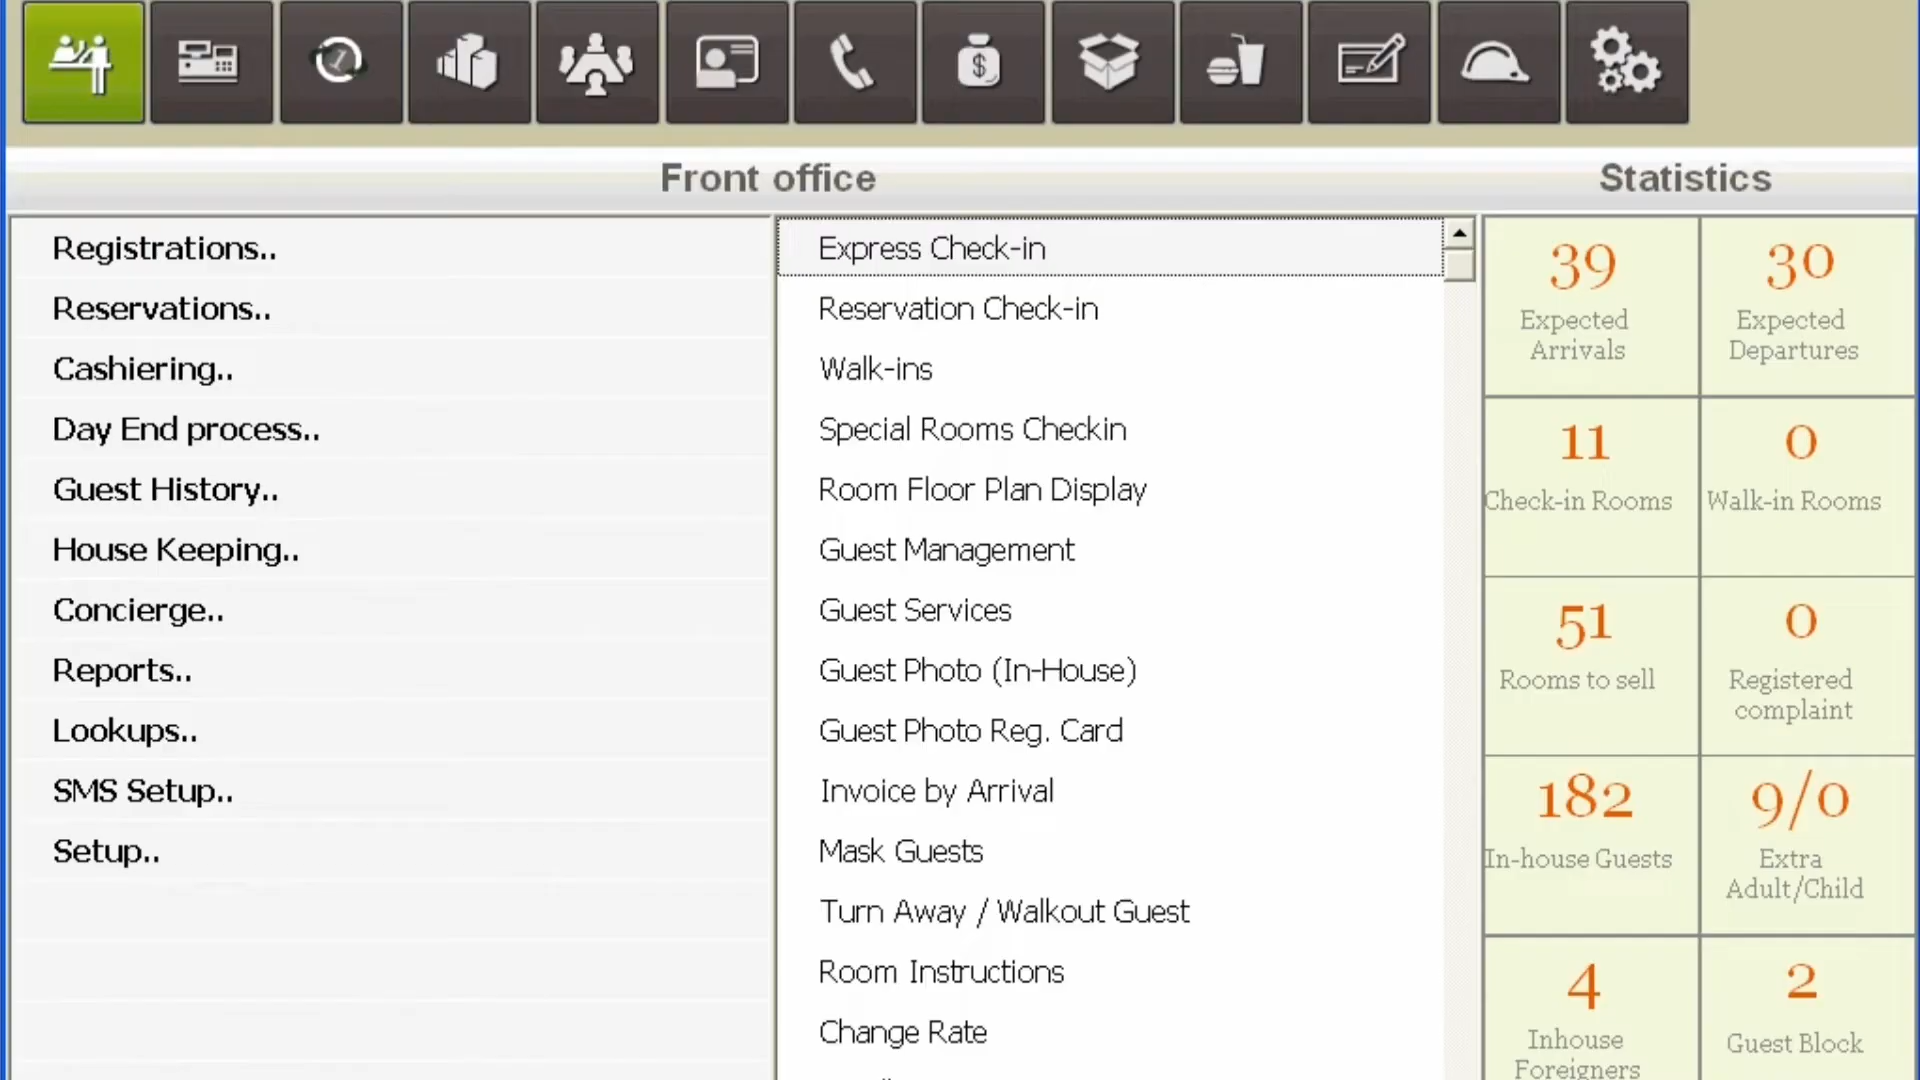 Front office
Statistics
Registrations..
Reservations..
Cashiering..
Day End process..
Guest History..
House Keeping..
Concierge..
Reports..
Lookups..
SMS Setup..
Setup..
Express Check-in
Reservation Check-in
Walk-ins
Special Rooms Checkin
Room Floor Plan Display
Guest Management
Guest Services
Guest Photo (In-House)
Guest Photo Reg. Card
Invoice by Arrival
Mask Guests
Turn Away / Walkout Guest
Room Instructions
Change Rate
39
Expected
Arrivals
30
Expected
Departures
11
Check-in Rooms
0
Walk-in Rooms
51
Rooms to sell
0
Registered
complaint
182
In-house Guests
9/0
Extra
Adult/Child
4
Inhouse
Foreigners
2
Guest Block